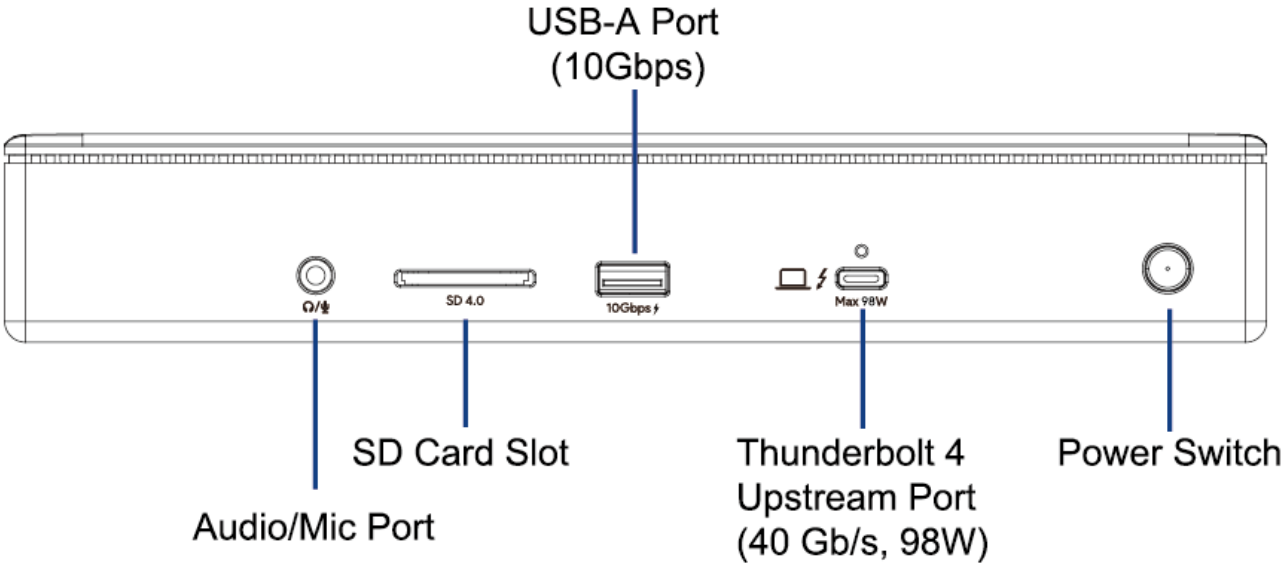 USB-A Port
(10Gbps)
SD 4.0
10Gbps
Max 98W
SD Card Slot
Thunderbolt 4
Upstream Port
(40 Gb/s, 98W)
Power Switch
Audio/Mic Port